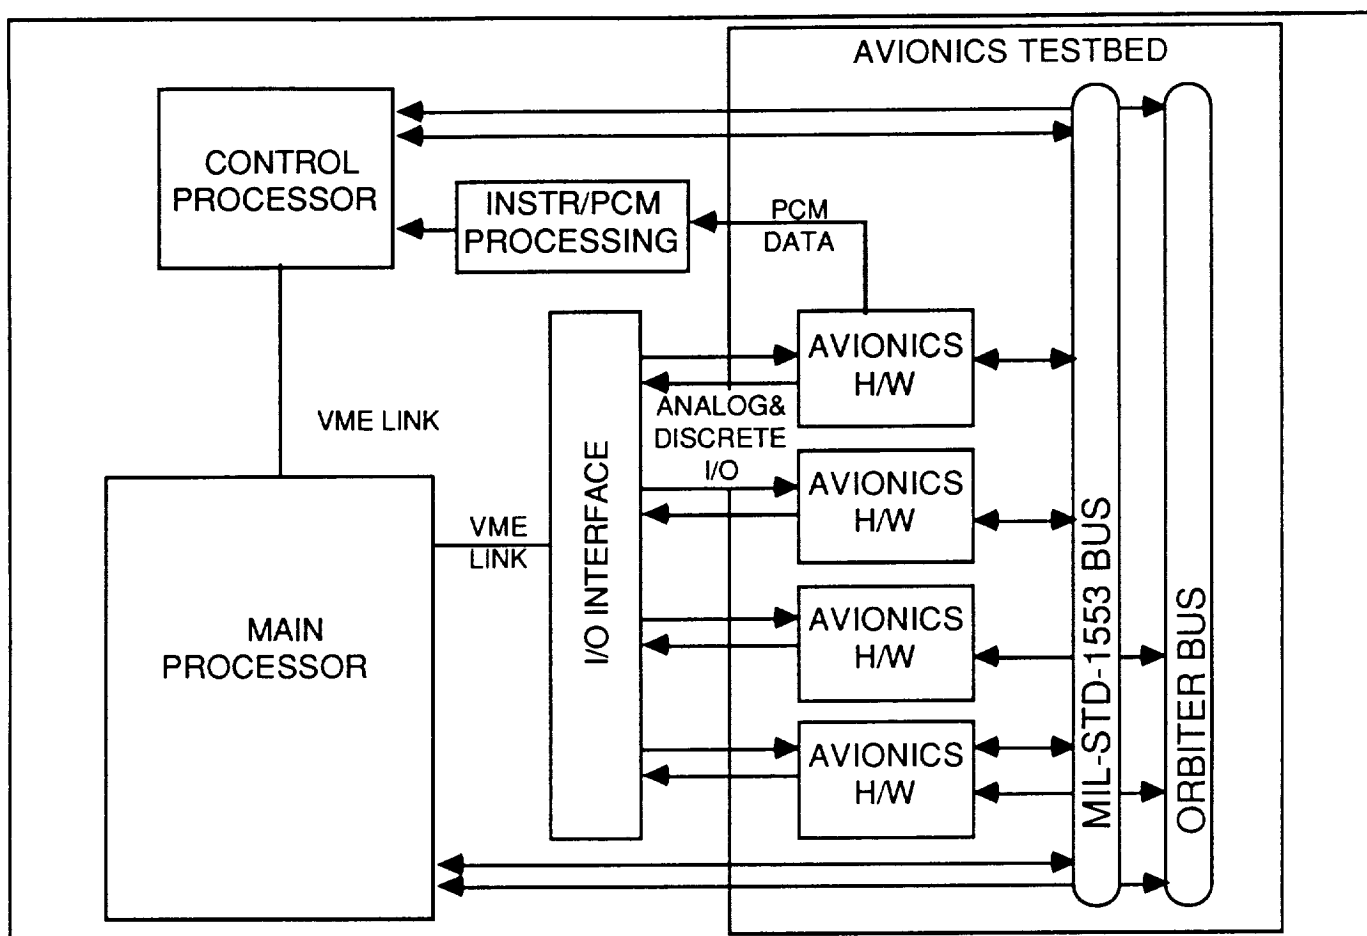 AVIONICS TESTBED
CONTROL
PROCESSOR
INSTR/PCM
PROCESSING
PCM
DATA
AVIONICS
H/W
VME LINK
ANALOG&
DISCRETE
I/O
AVIONICS
H/W
VME
LINK
I/O INTERFACE
MAIN
PROCESSOR
AVIONICS
H/W
AVIONICS
H/W
MIL-STD-1553 BUS
ORBITER BUS